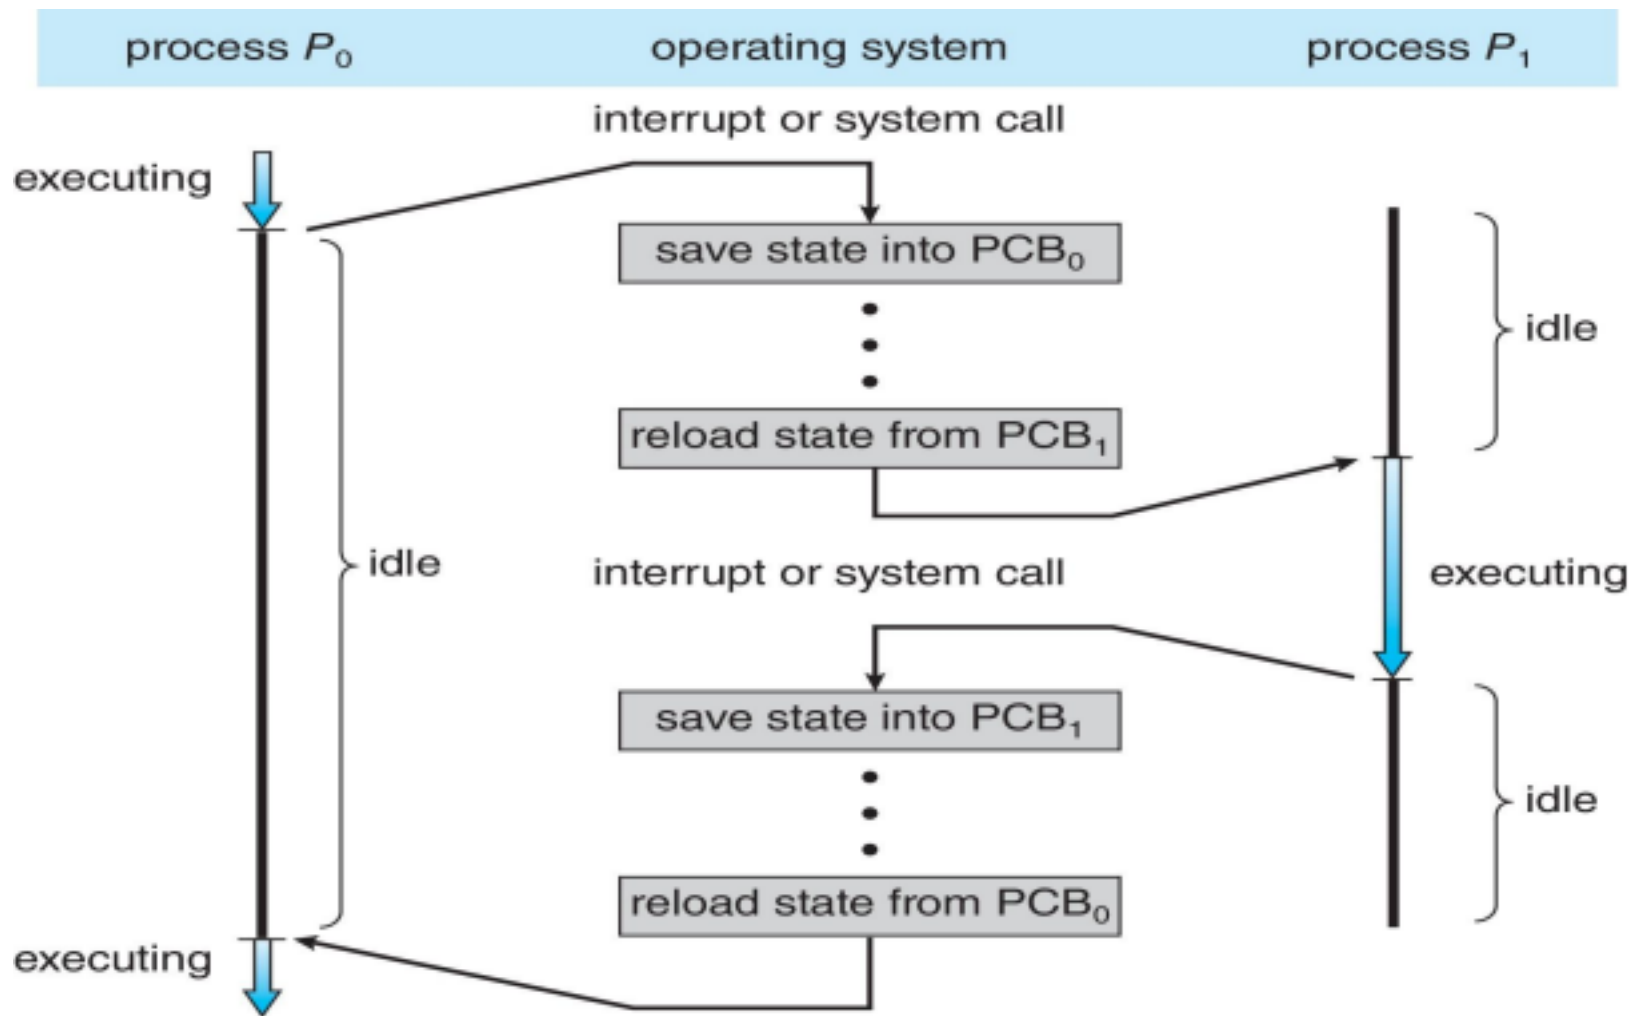 process P₀ operating system process P₁
interrupt or system call
executing
save state into PCB₀
idle
reload state from PCB₁
idle
interrupt or system call
executing
save state into PCB₁
idle
reload state from PCB₀
executing